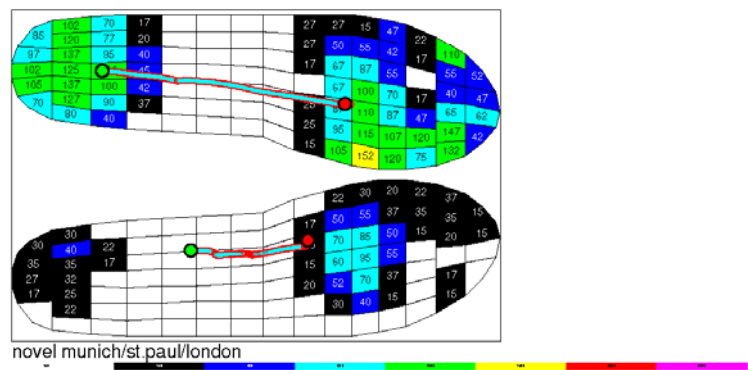 102 70 17 27 27 15 47
85 120 77 20 27 50 55 42 22 110
97 137 95 40 17 67 87 55 55 52
102 125 45 67 100 70 17 40 47
105 137 100 42 25 110 87 47 65 62
70 127 90 37 25 95 115 107 120 147 42
80 40 15 105 152 120 75 132
22 30 20 22 37
30 17 50 55 37 35 35 15
30 40 22 70 85 50 20 15
35 35 17 15 60 95 55
27 32 20 52 70 37 17
17 25 30 40 15 15
22
novel munich/st.paul/london